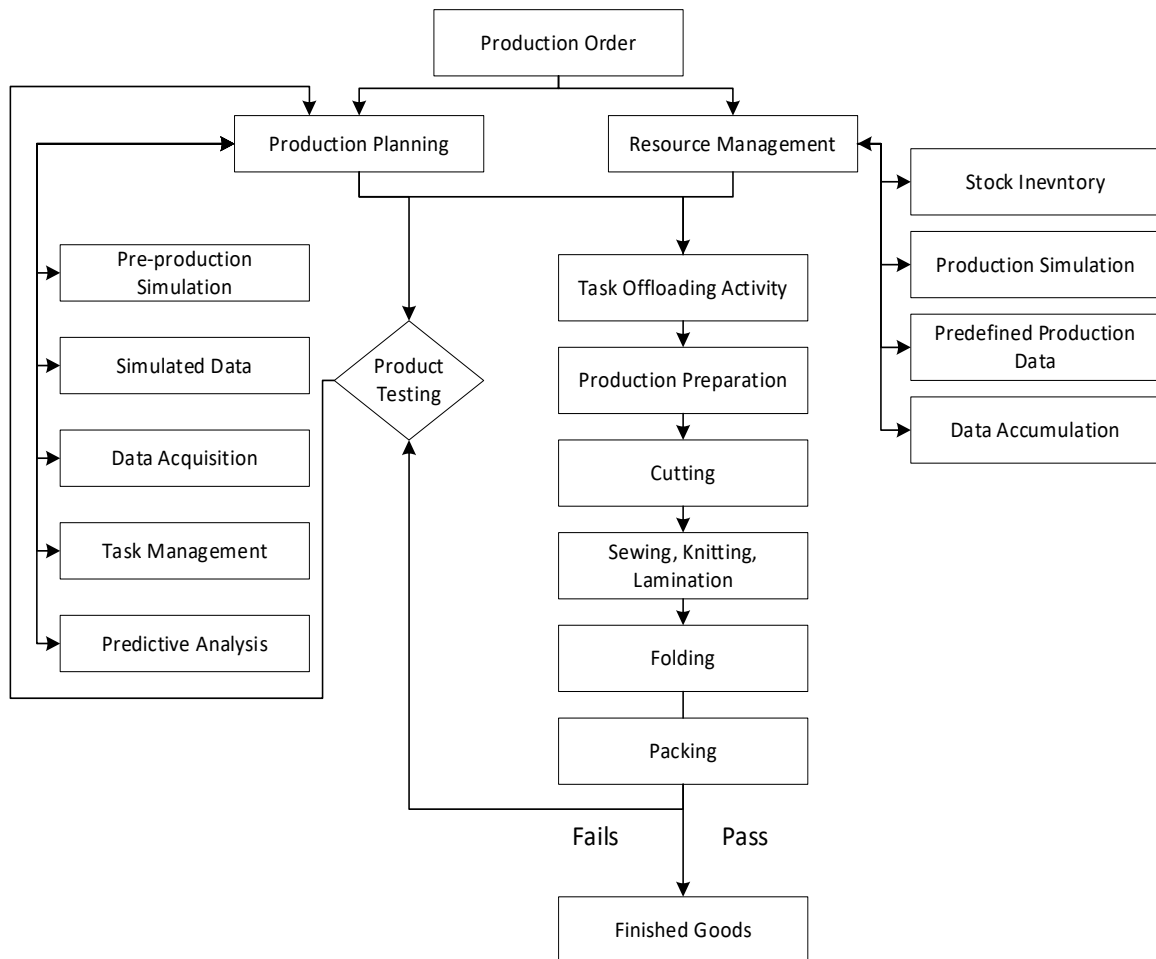 Production Order
Production Planning
Resource Management
Stock Inevntory
Pre-production
Simulation
Production Simulation
Task Offloading Activity
Predefined Production
Data
Simulated Data
Product
Testing
Production Preparation
Data Accumulation
Data Acquisition
Cutting
Task Management
Sewing, Knitting,
Lamination
Predictive Analysis
Folding
Packing
Fails
Pass
Finished Goods